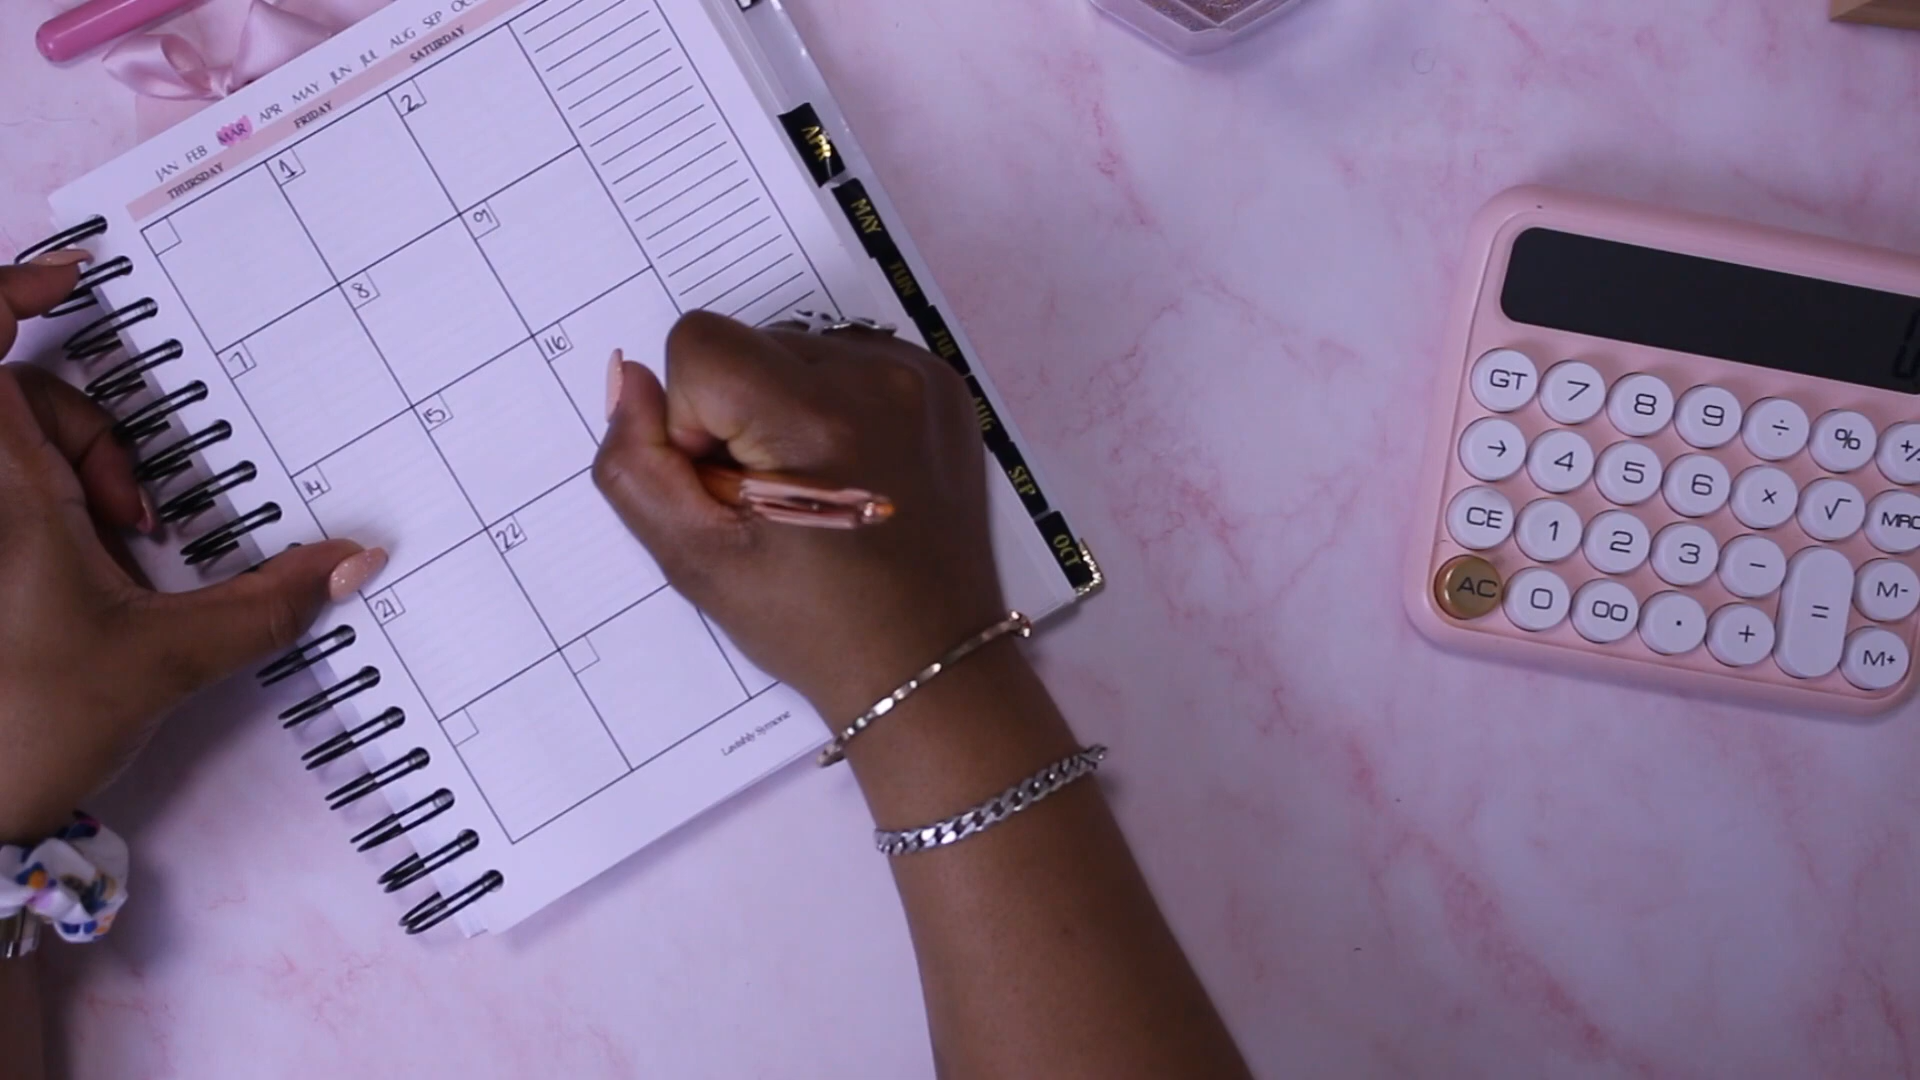 JAN FEB MAR APR MAY JUN JUL AUG SEP
THURSDAY FRIDAY SATURDAY
1 2
7 8 9
14 15 16
21 22
Lavishly Symone
APR
MAY
JUN
JUL
AUG
SEP
OCT
GT 7 8 9 ÷ %
→ 4 5 6 × √ MRC
CE 1 2 3 − M-
AC 0 00 · + = M+